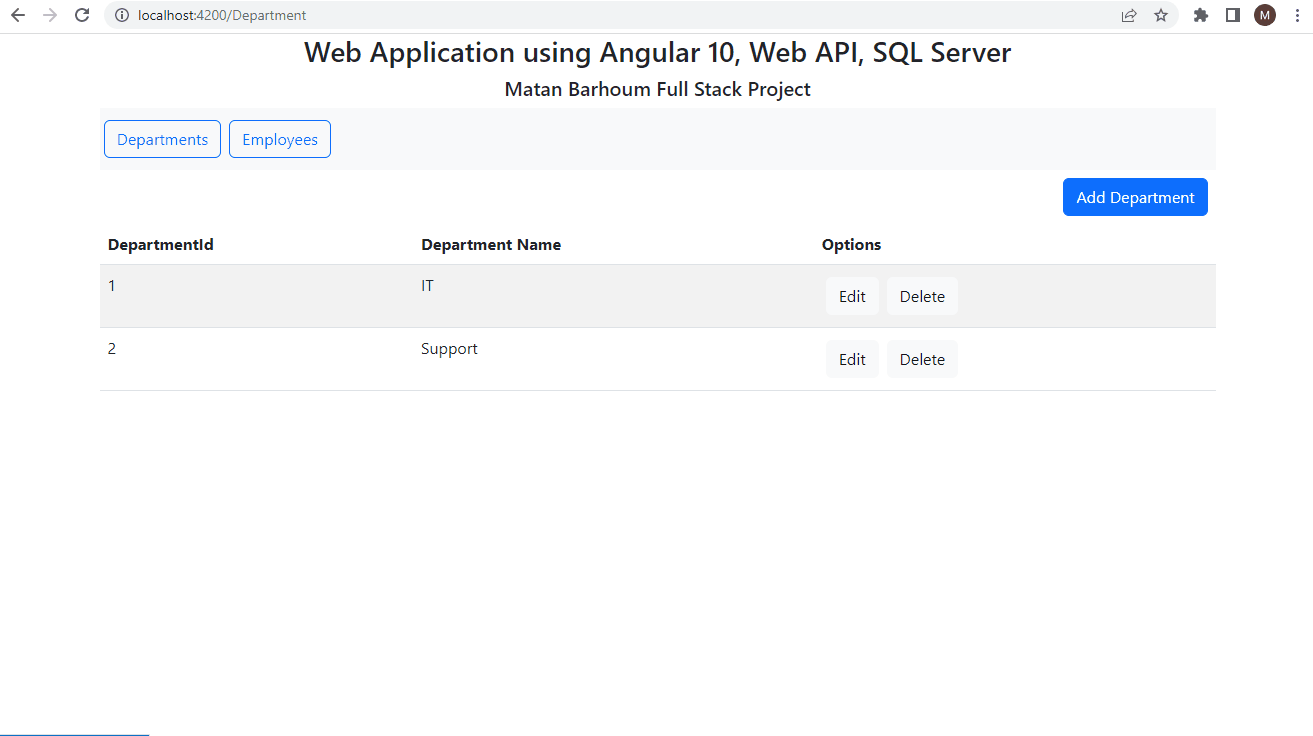 localhost:4200/Department
M
Web Application using Angular 10, Web API, SQL Server
Matan Barhoum Full Stack Project
Departments Employees
Add Department
DepartmentId Department Name Options
1 IT Edit Delete
2 Support Edit Delete